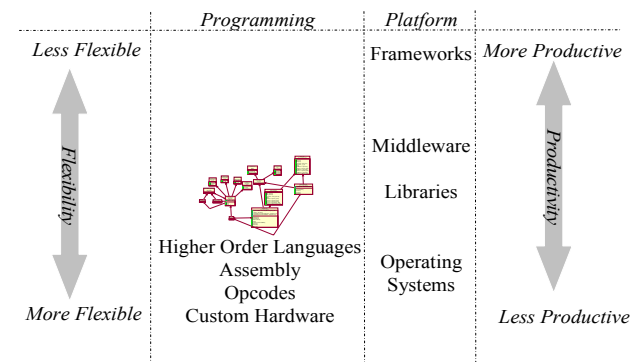 Programming Platform
Less Flexible Frameworks More Productive
Flexibility
Productivity
Middleware
Libraries
Higher Order Languages
Assembly
Opcodes
Custom Hardware
Operating
Systems
More Flexible
Less Productive